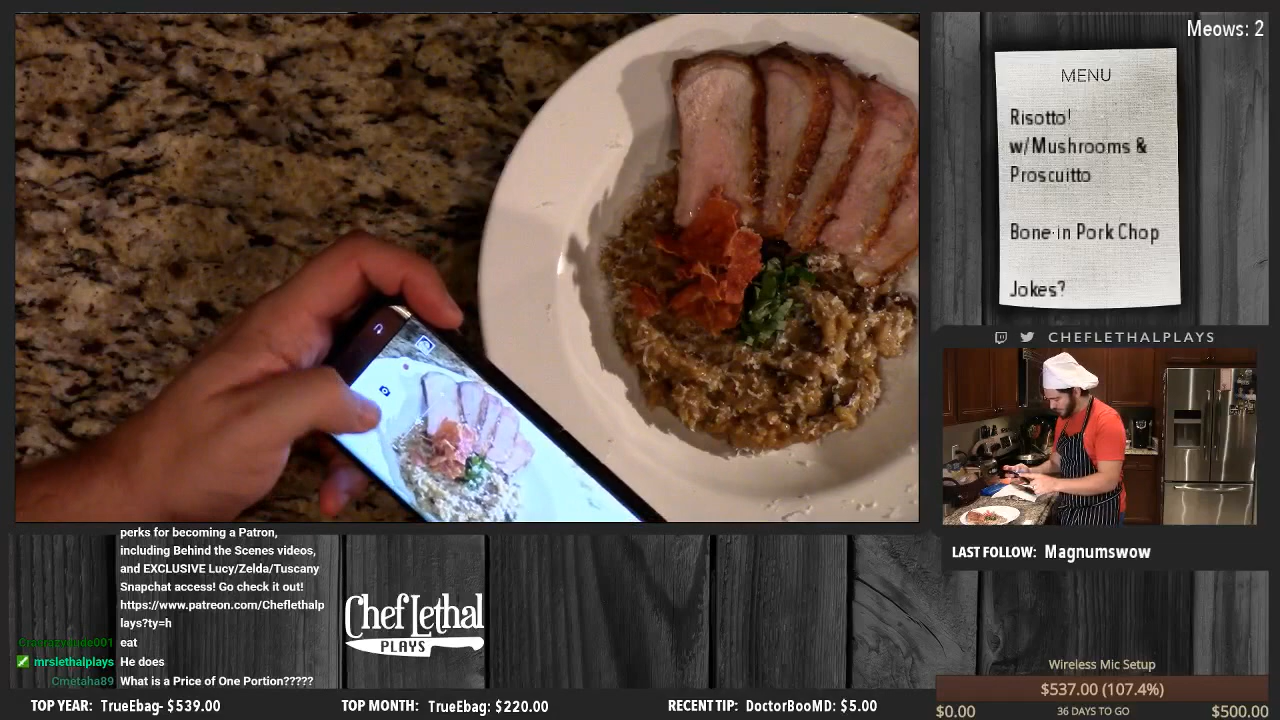 Meows: 2
MENU
Risotto!
w/Mushrooms &
Proscuitto
Bone-in Pork Chop
Jokes?
CHEFLETHALPLAYS
LAST FOLLOW: Magnumswow
perks for becoming a Patron,
including Behind the Scenes videos,
and EXCLUSIVE Lucy/Zelda/Tuscany
Snapchat access! Go check it out!
https://www.patreon.com/Cheflethalp
lays?ty=h
eat
mrslethalplays He does
Cmetaha89 What is a Price of One Portion?????
Chef Lethal
PLAYS
Wireless Mic Setup
$537.00 (107.4%)
$0.00 36 DAYS TO GO $500.00
TOP YEAR: TrueEbag- $539.00
TOP MONTH: TrueEbag: $220.00
RECENT TIP: DoctorBooMD: $5.00